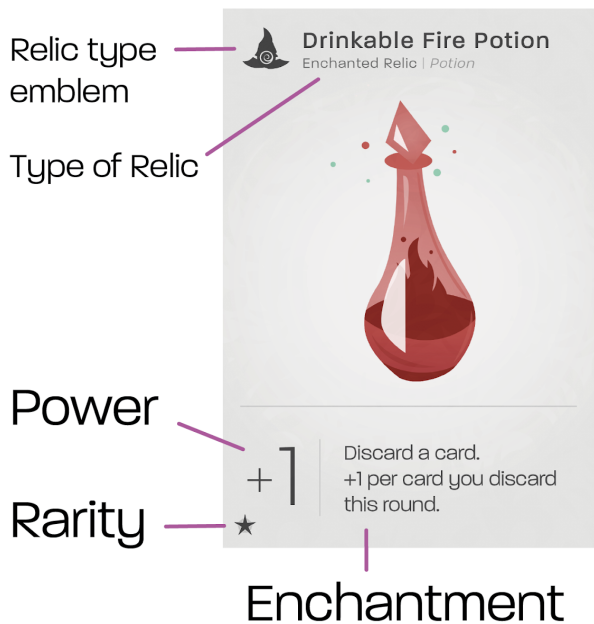 Relic type
emblem
Drinkable Fire Potion
Enchanted Relic | Potion
Type of Relic
Power
+1
Discard a card.
+1 per card you discard
this round.
Rarity
Enchantment